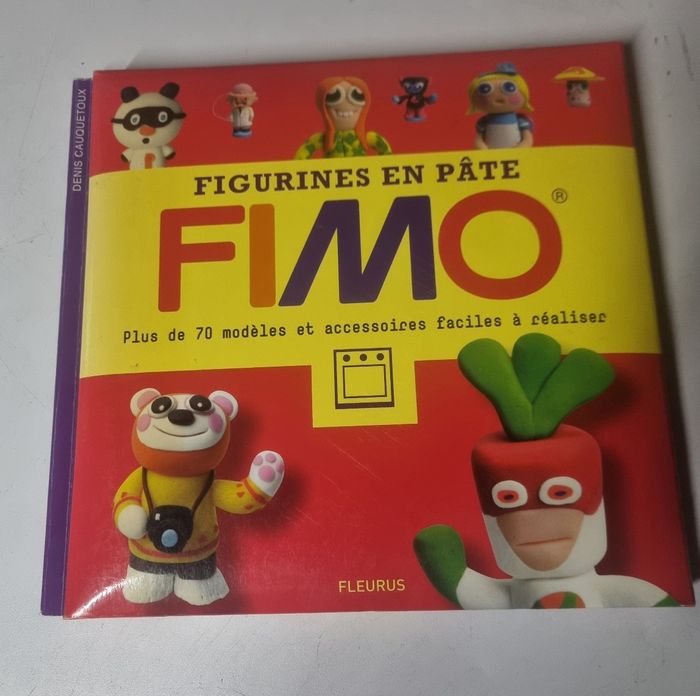 DENIS CAUQUETOUX
FIGURINES EN PÂTE
FIMO®
Plus de 70 modèles et accessoires faciles à réaliser
FLEURUS